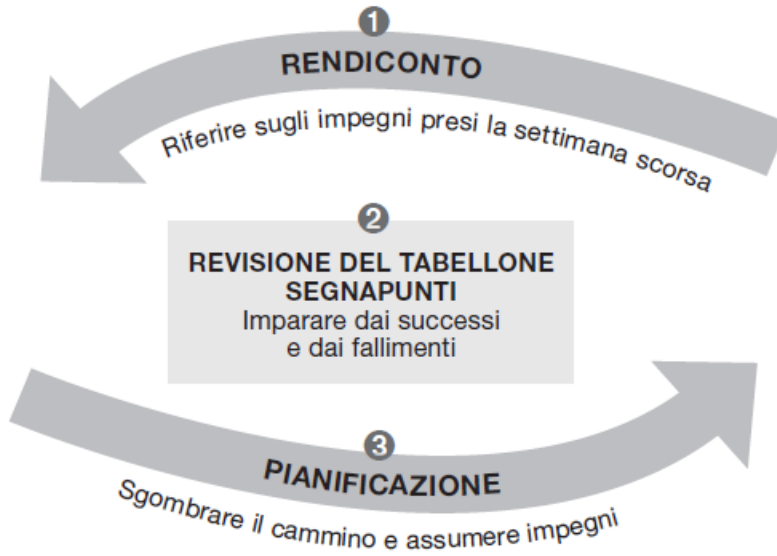 1
RENDICONTO
Riferire sugli impegni presi la settimana scorsa
2
REVISIONE DEL TABELLONE
SEGNAPUNTI
Imparare dai successi
e dai fallimenti
3
PIANIFICAZIONE
Sgombrare il cammino e assumere impegni